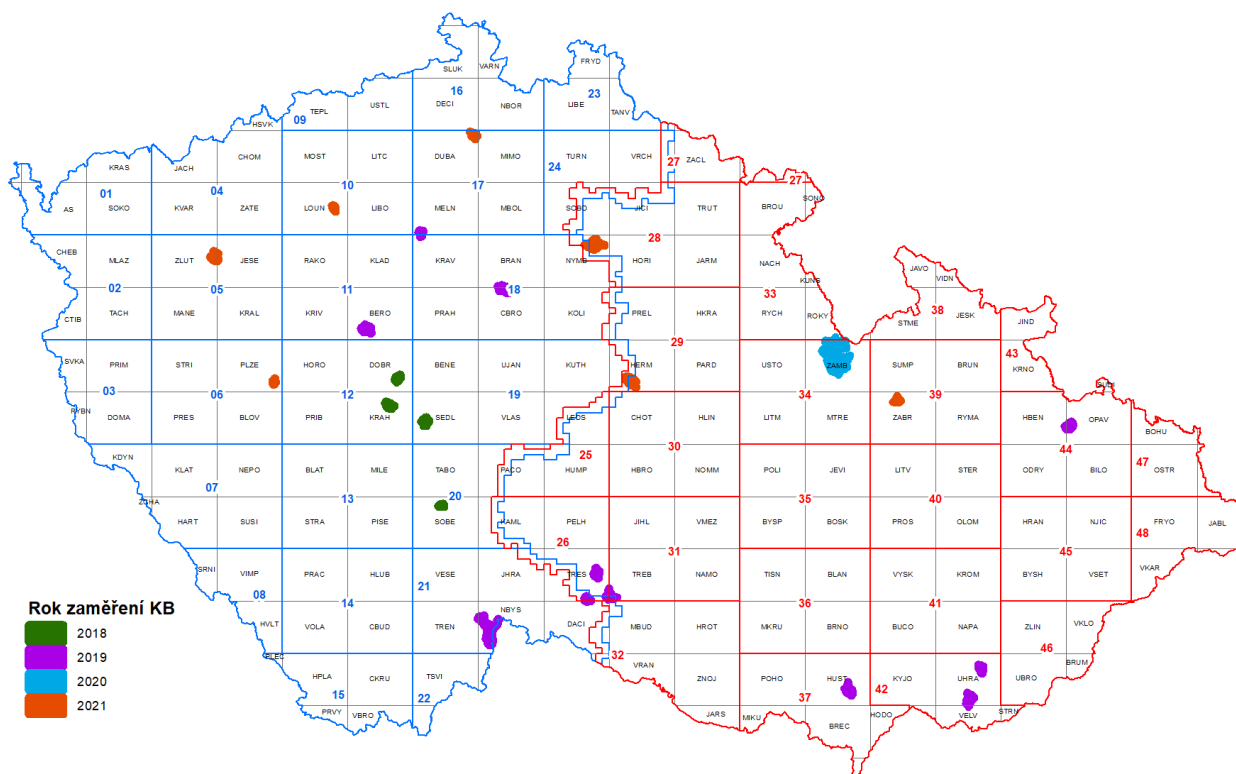 SLUK VARN FRYD
16 23
USTL DECI NBOR LIBE
TEPL TANV
09
HSVK
CHOM MOST LITC DUBA MIMO TURN VRCH ZACL
KRAS JACH 24 27
01 04 10 17 27
AS SOKO KVAR ZATE LOUN LIBO MELN MBOL SOBO JICI TRUT BROU SONO
28
CHEB MLAZ ZLUT JESE RAKO KLAD KRAV BRAN NYMB HORI JARM NACH JAVO VIDN
KUNS
02 05 11 18 33 38
CTIB TACH MANE KRAL KRIV BERO PRAH CBRO KOLI PREL HKRA RYCH ROKY STME JESK JIND
29 43
SVKA PRIM STRI PLZE HORO DOBR BENE UJAN KUTH HERM PARD USTO ZAMB SUMP BRUN KRNO
03 06 12 19 34 39
RYBN DOMA PRES BLOV PRIB KRAH SEDL VLAS LEDS CHOT HLIN LITM MTRE ZABR RYMA HBEN OPAV SUDI
BOHU
25 30 44
KDYN KLAT NEPO BLAT MILE TABO PACO HUMP HBRO NOMM POLI JEVI LITV STER ODRY BILO OSTR
47
07 13 20 35 40
ZCHA
HART SUSI STRA PISE SOBE KAML PELH JIHL VMEZ BYSP BOSK PROS OLOM HRAN NJIC FRYO JABL
48
26 31 45
SRNI VIMP PRAC HLUB VESE JHRA TRES TREB NAMO TISN BLAN VYSK KROM BYSH VSET VKAR
21
08 14 36 41
NBYS
HVLT VOLA CBUD TREN DACI MBUD HROT MKRU BRNO BUCO NAPA ZLIN VKLO
46
32
PLEC VRAN BRUM
HPLA CKRU TSVI ZNOJ POHO HUST KYJO UHRA UBRO
15 22 37 42
PRVY VBRO JARS MIKU BREC HODO VELV STRN
Rok zaměření KB
2018
2019
2020
2021